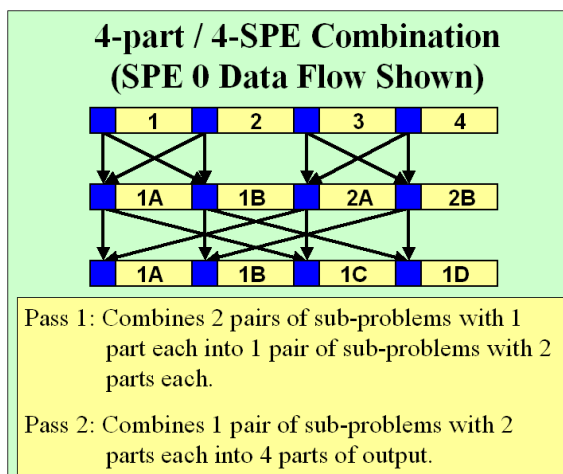 4-part / 4-SPE Combination
(SPE 0 Data Flow Shown)
1 2 3 4
1A 1B 2A 2B
1A 1B 1C 1D
Pass 1: Combines 2 pairs of sub-problems with 1
part each into 1 pair of sub-problems with 2
parts each.
Pass 2: Combines 1 pair of sub-problems with 2
parts each into 4 parts of output.